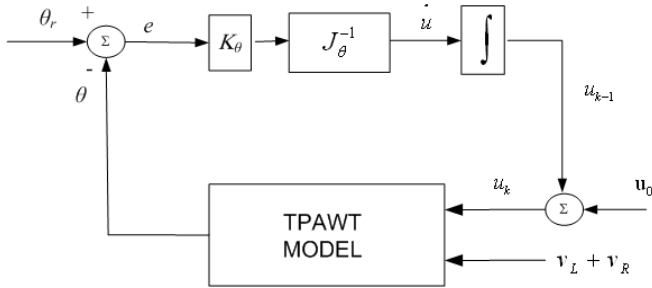 θr
+
Σ
-
e
Kθ
Jθ⁻¹
u̇
∫
θ
uk−1
uk
Σ
u0
TPAWT
MODEL
vL + vR